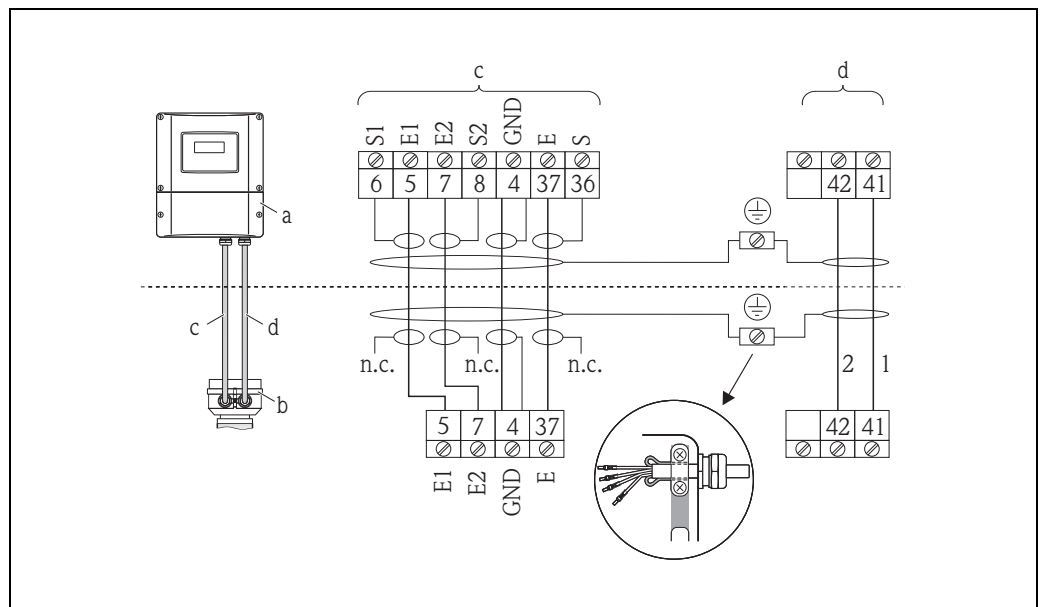 c
d
S1 E1 E2 S2 GND E S
6 5 7 8 4 37 36
42 41
a
c
d
b
n.c. n.c. n.c.
2 1
5 7 4 37
42 41
E1 E2 GND E